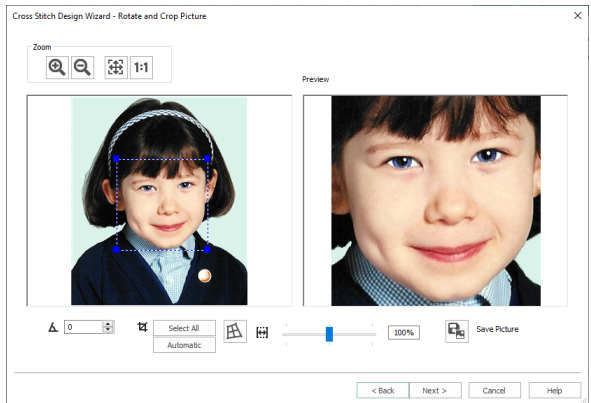 Cross Stitch Design Wizard - Rotate and Crop Picture
Zoom
1:1
Preview
0
Select All
Automatic
100%
Save Picture
< Back
Next >
Cancel
Help